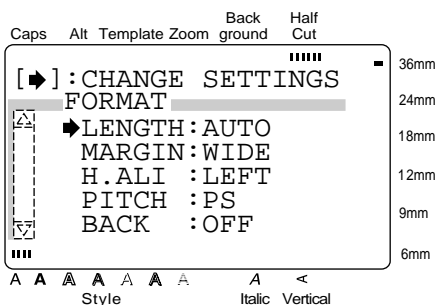 Back Half
Caps Alt Template Zoom ground Cut
[➡]:CHANGE SETTINGS
36mm
FORMAT
24mm
➡LENGTH:AUTO
18mm
MARGIN:WIDE
H.ALI :LEFT
12mm
PITCH :PS
9mm
BACK :OFF
6mm
A A A A A A A A A
Style Italic Vertical